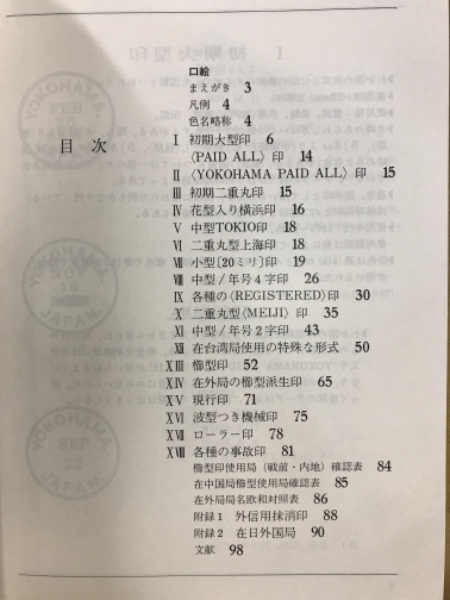 目次
口絵
まえがき 3
凡例 4
色名略称 4
I 初期大型印 6
〈PAID ALL〉印 14
II 〈YOKOHAMA PAID ALL〉印 15
III 初期二重丸印 15
IV 花型入り横浜印 16
V 中型TOKIO印 18
VI 二重丸型上海印 18
VII 小型〔20ミリ〕印 19
VIII 中型/年号4字印 26
IX 各種の〈REGISTERED〉印 30
X 二重丸型〈MEIJI〉印 35
XI 中型/年号2字印 43
XII 在台湾局使用の特殊な形式 50
XIII 櫛型印 52
XIV 在外局の櫛型派生印 65
XV 現行印 71
XVI 波型つき機械印 75
XVII ローラー印 78
XVIII 各種の事故印 81
櫛型印使用局（戦前・内地）確認表 84
在中国局櫛型使用局確認表 85
在外局局名欧和対照表 86
附録1 外信用抹消印 88
附録2 在日外国局 90
文献 98
YOKOHAMA
FEB
20
JAPAN
NOV
18
JAPAN.
YOKOHAMA
SEP
22
JAPAN.